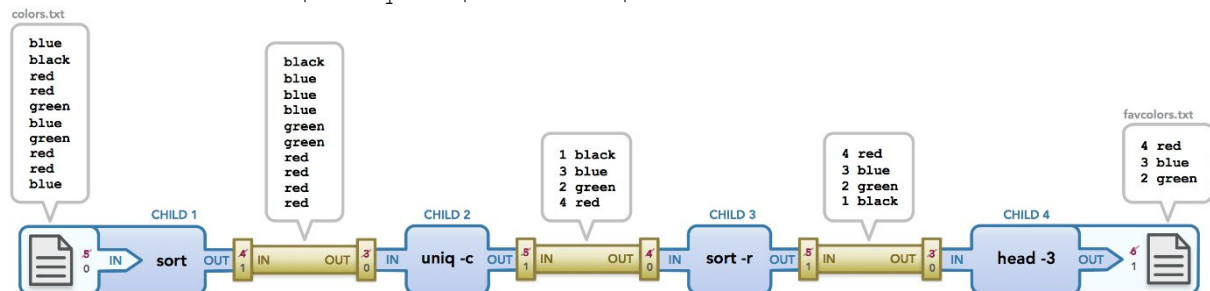 colors.txt
blue
black
red
red
green
blue
green
red
red
blue
black
blue
blue
blue
green
green
red
red
red
red
1 black
3 blue
2 green
4 red
4 red
3 blue
2 green
1 black
favcolors.txt
4 red
3 blue
2 green
CHILD 1
CHILD 2
CHILD 3
CHILD 4
5 IN sort OUT 4 IN OUT 3 IN uniq -c OUT 5 IN OUT 4 IN sort -r OUT 5 IN OUT 3 IN head -3 OUT 6
0 1 0 1 0 1 0 1